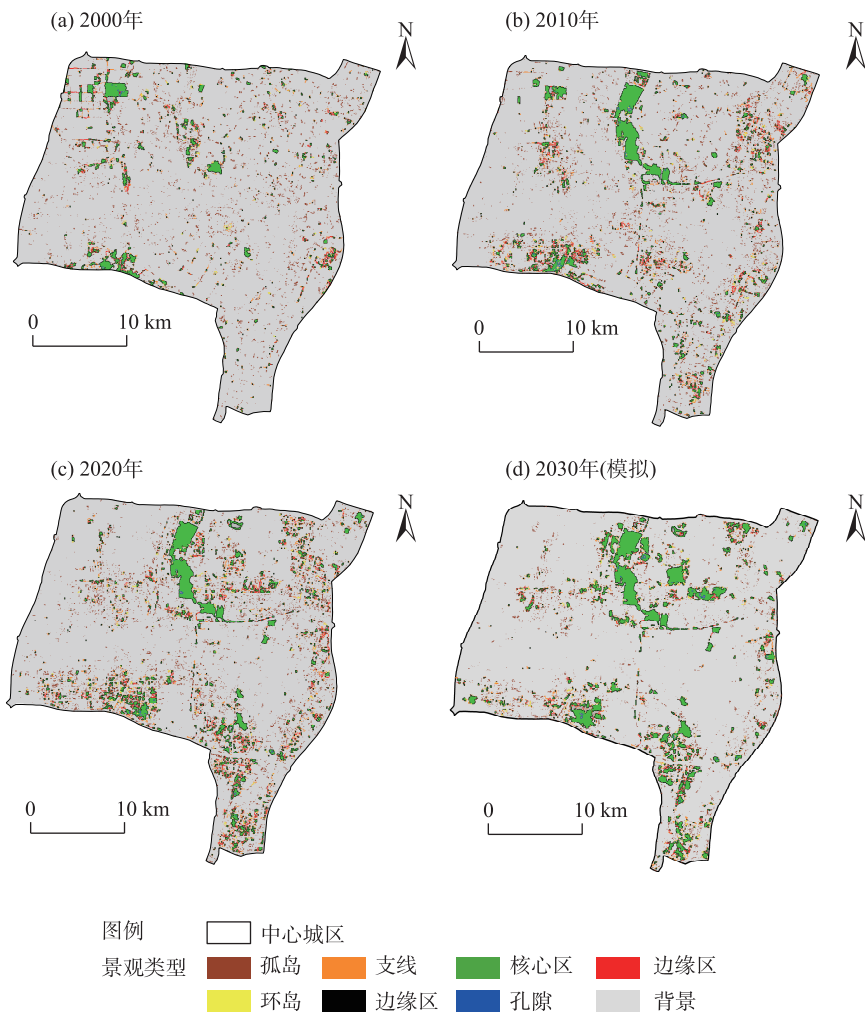 (a) 2000年
N
(b) 2010年
N
0 10 km
0 10 km
(c) 2020年
N
(d) 2030年(模拟)
N
0 10 km
0 10 km
图例 中心城区
景观类型 孤岛 支线 核心区 边缘区
环岛 边缘区 孔隙 背景